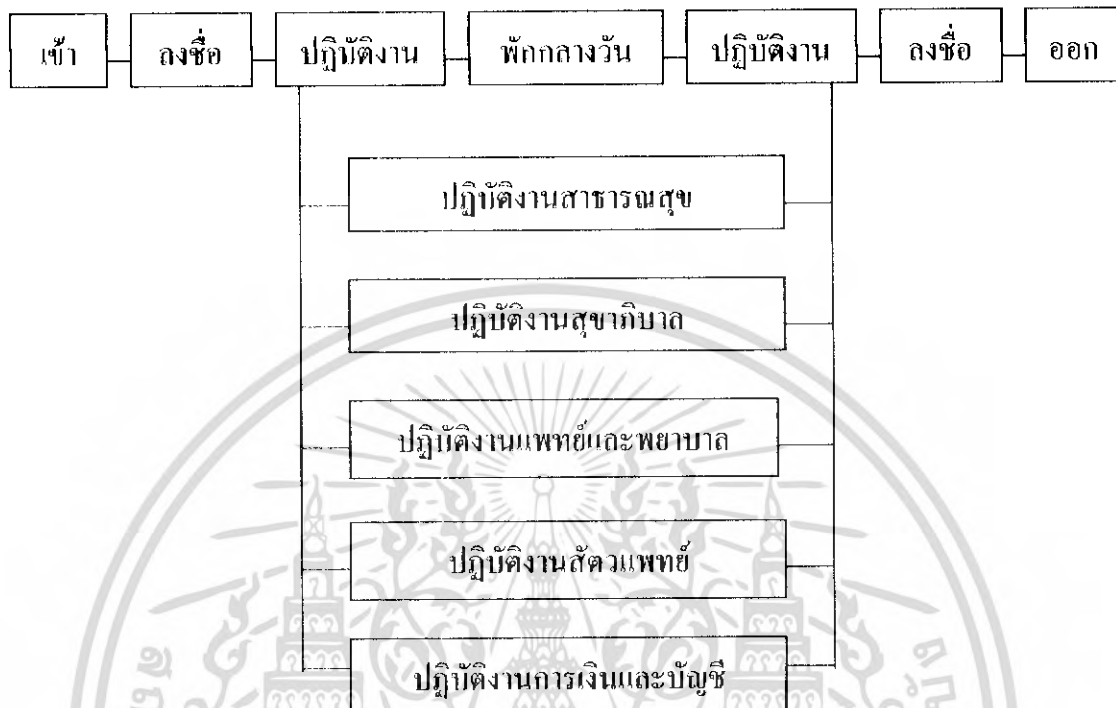 เข้า ลงชื่อ ปฏิบัติงาน พักกลางวัน ปฏิบัติงาน ลงชื่อ ออก
ปฏิบัติงานสาธารณสุข
ปฏิบัติงานสุขาภิบาล
ปฏิบัติงานแพทย์และพยาบาล
ปฏิบัติงานสัตวแพทย์
ปฏิบัติงานการเงินและบัญชี